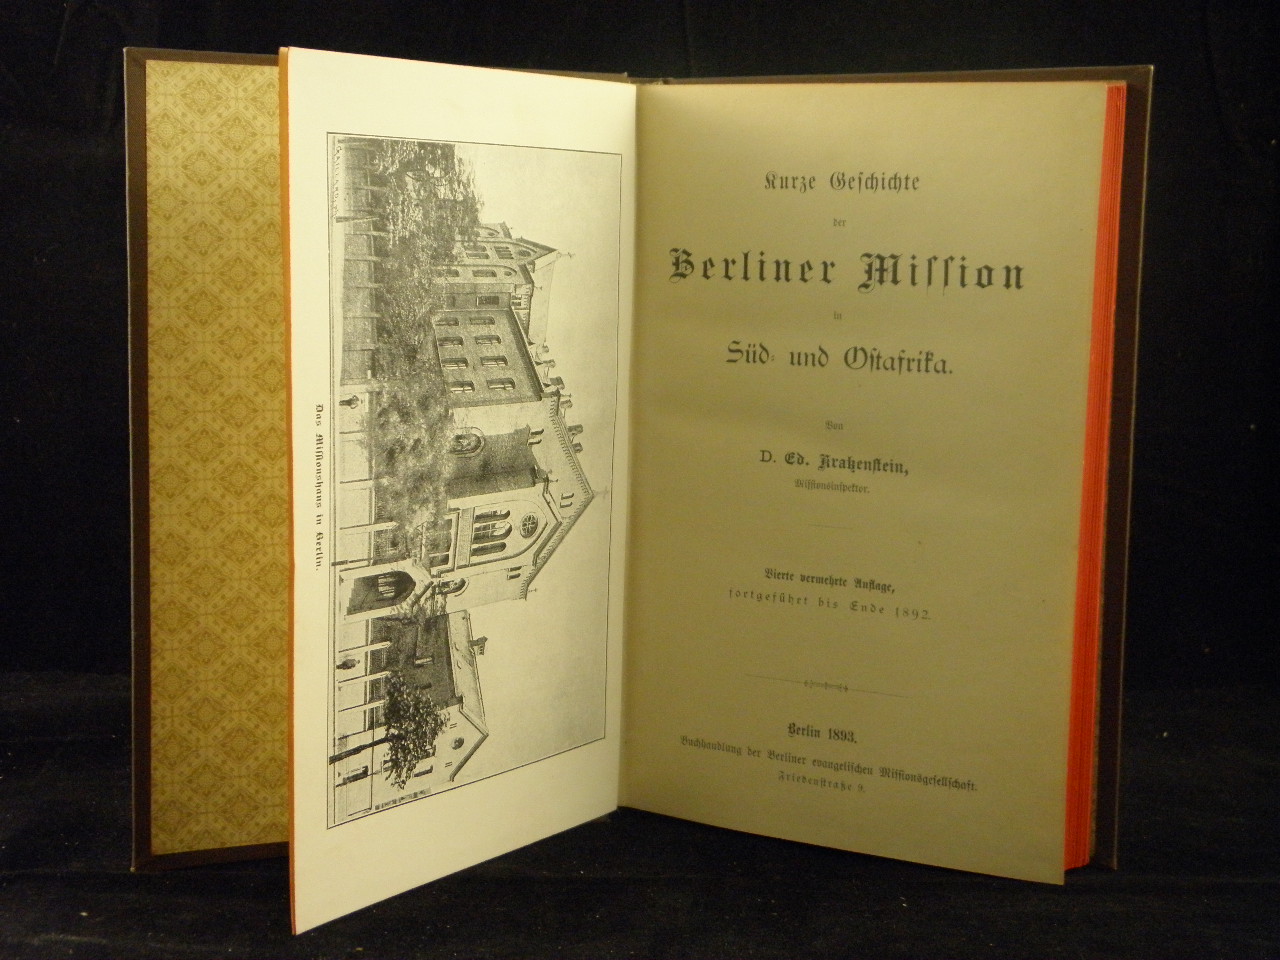 Das Missionshaus in Berlin.
Kurze Geschichte
der
Berliner Mission
in
Süd- und Ostafrika.
Von
D. Ed. Kratzenstein,
Missionsinspektor.
Vierte vermehrte Auflage,
fortgeführt bis Ende 1892.
Berlin 1893.
Buchhandlung der Berliner evangelischen Missionsgesellschaft.
Friedenstraße 9.